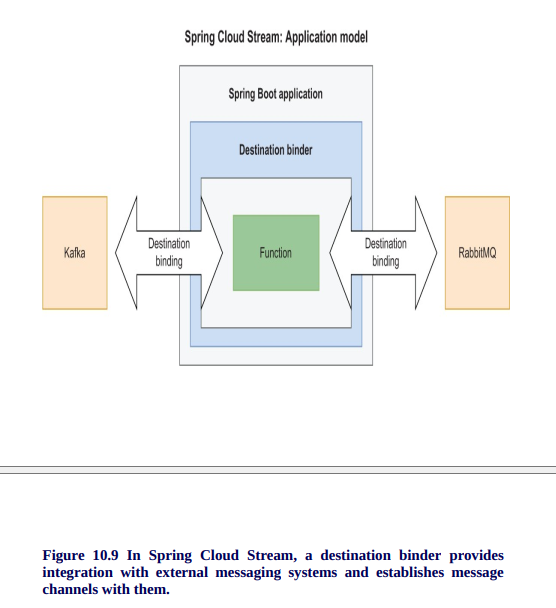 Spring Cloud Stream: Application model
Spring Boot application
Destination binder
Kafka
Destination
binding
Function
Destination
binding
RabbitMQ
Figure 10.9 In Spring Cloud Stream, a destination binder provides
integration with external messaging systems and establishes message
channels with them.